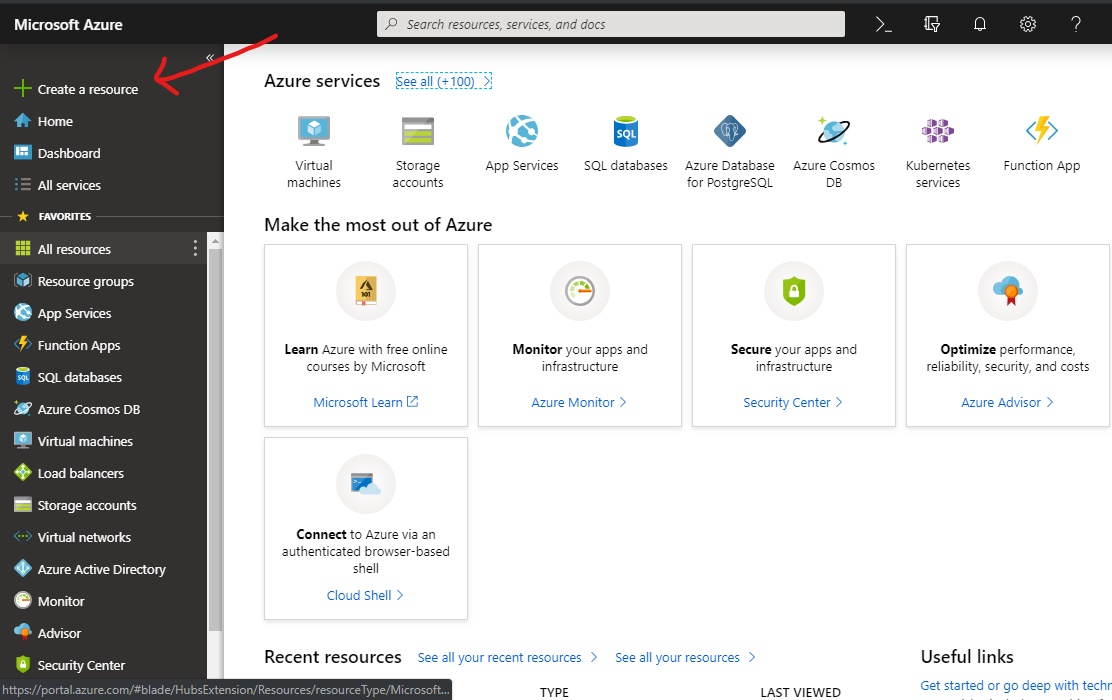 Microsoft Azure
Search resources, services, and docs
>_
?
«
Create a resource
Home
Dashboard
All services
FAVORITES
All resources
Resource groups
App Services
Function Apps
SQL databases
Azure Cosmos DB
Virtual machines
Load balancers
Storage accounts
Virtual networks
Azure Active Directory
Monitor
Advisor
Security Center
https://portal.azure.com/#blade/HubsExtension/Resources/resourceType/Microsoft...
Azure services
See all (+100)
SQL
Virtual
machines
Storage
accounts
App Services
SQL databases
Azure Database
for PostgreSQL
Azure Cosmos
DB
Kubernetes
services
Function App
Make the most out of Azure
101
Learn Azure with free online
courses by Microsoft
Microsoft Learn
Monitor your apps and
infrastructure
Azure Monitor
Secure your apps and
infrastructure
Security Center
Optimize performance,
reliability, security, and costs
Azure Advisor
Connect to Azure via an
authenticated browser-based
shell
Cloud Shell
Recent resources
See all your recent resources
See all your resources
TYPE
LAST VIEWED
Useful links
Get started or go deep with techn